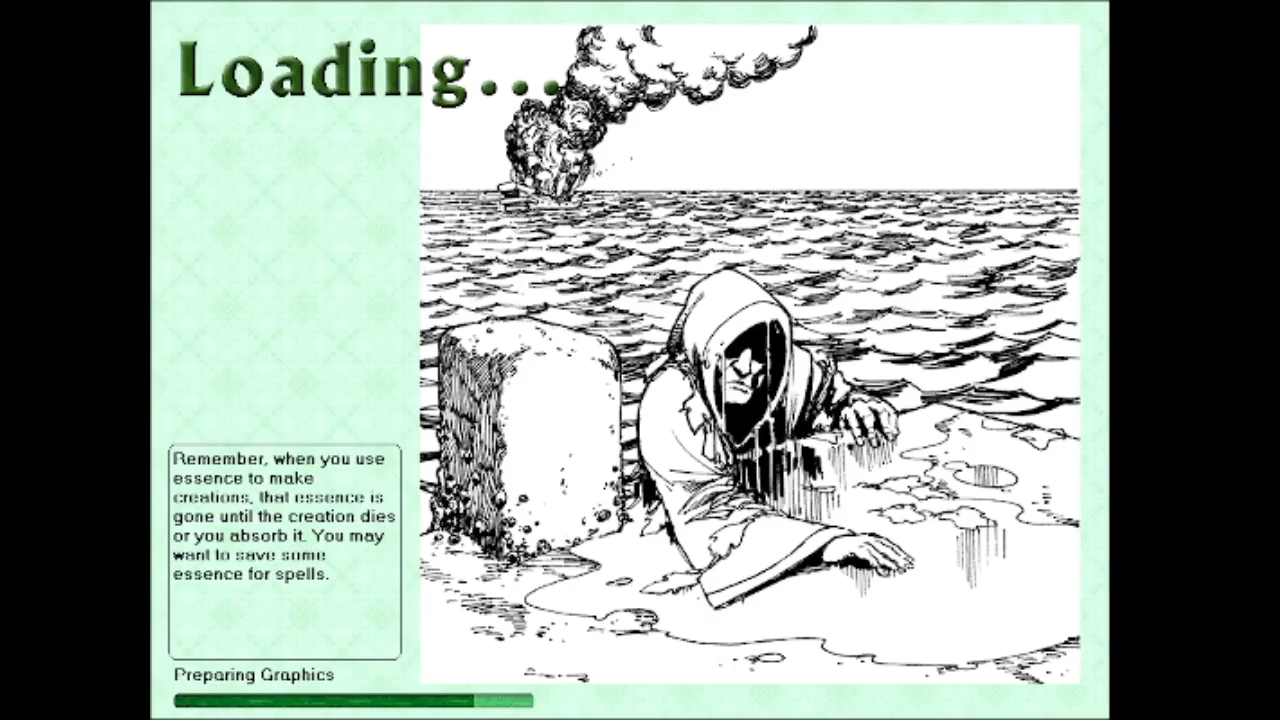 Loading...
Remember, when you use
essence to make
creations, that essence is
gone until the creation dies
or you absorb it. You may
want to save some
essence for spells.
Preparing Graphics